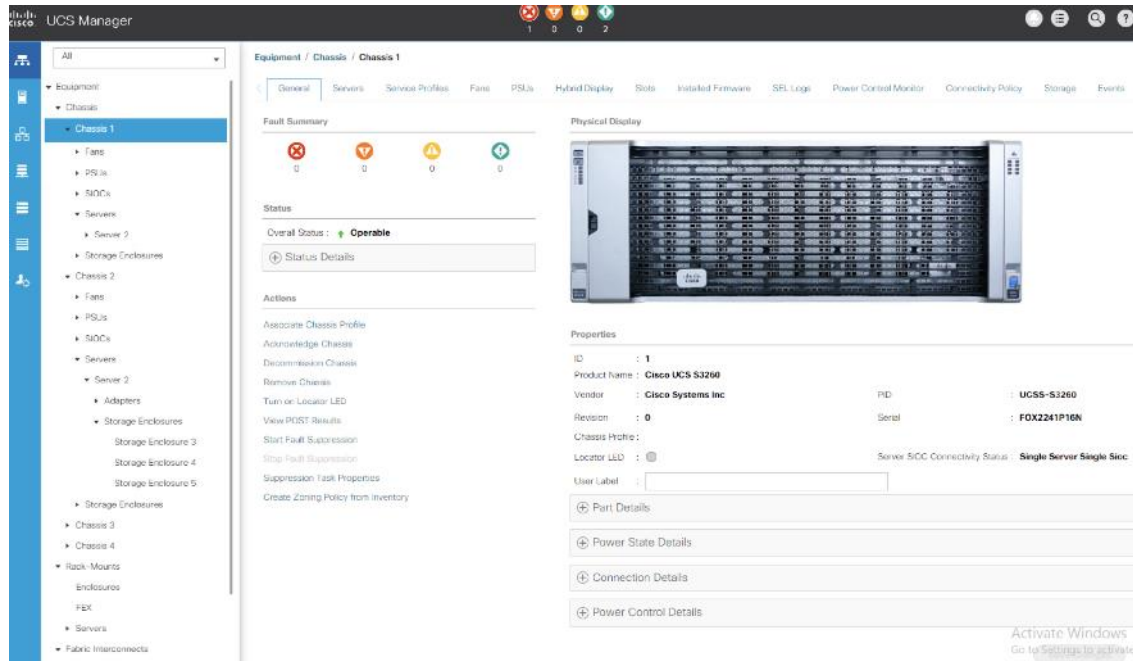 cisco UCS Manager
1 0 0 2
All
Equipment
Chassis
Chassis 1
Fans
PSUs
SIOCs
Servers
Server 2
Storage Enclosures
Chassis 2
Fans
PSUs
SIOCs
Servers
Server 2
Adapters
Storage Enclosures
Storage Enclosure 3
Storage Enclosure 4
Storage Enclosure 5
Storage Enclosures
Chassis 3
Chassis 4
Rack-Mounts
Enclosures
FEX
Servers
Fabric Interconnects
Equipment / Chassis / Chassis 1
General Servers Service Profiles Fans PSUs Hybrid Display Slots Installed Firmware SEL Logs Power Control Monitor Connectivity Policy Storage Events
Fault Summary
0 0 0 0
Status
Overall Status : Operable
Status Details
Actions
Associate Chassis Profile
Acknowledge Chassis
Decommission Chassis
Remove Chassis
Turn on Locator LED
View POST Results
Start Fault Suppression
Stop Fault Suppression
Suppression Task Properties
Create Zoning Policy from Inventory
Physical Display
Properties
ID : 1
Product Name : Cisco UCS S3260
Vendor : Cisco Systems Inc PID : UCSS-S3260
Revision : 0 Serial : FOX2241P16N
Chassis Profile :
Locator LED : Server SIOC Connectivity Status : Single Server Single Sioc
User Label :
Part Details
Power State Details
Connection Details
Power Control Details
Activate Windows
Go to Settings to activate